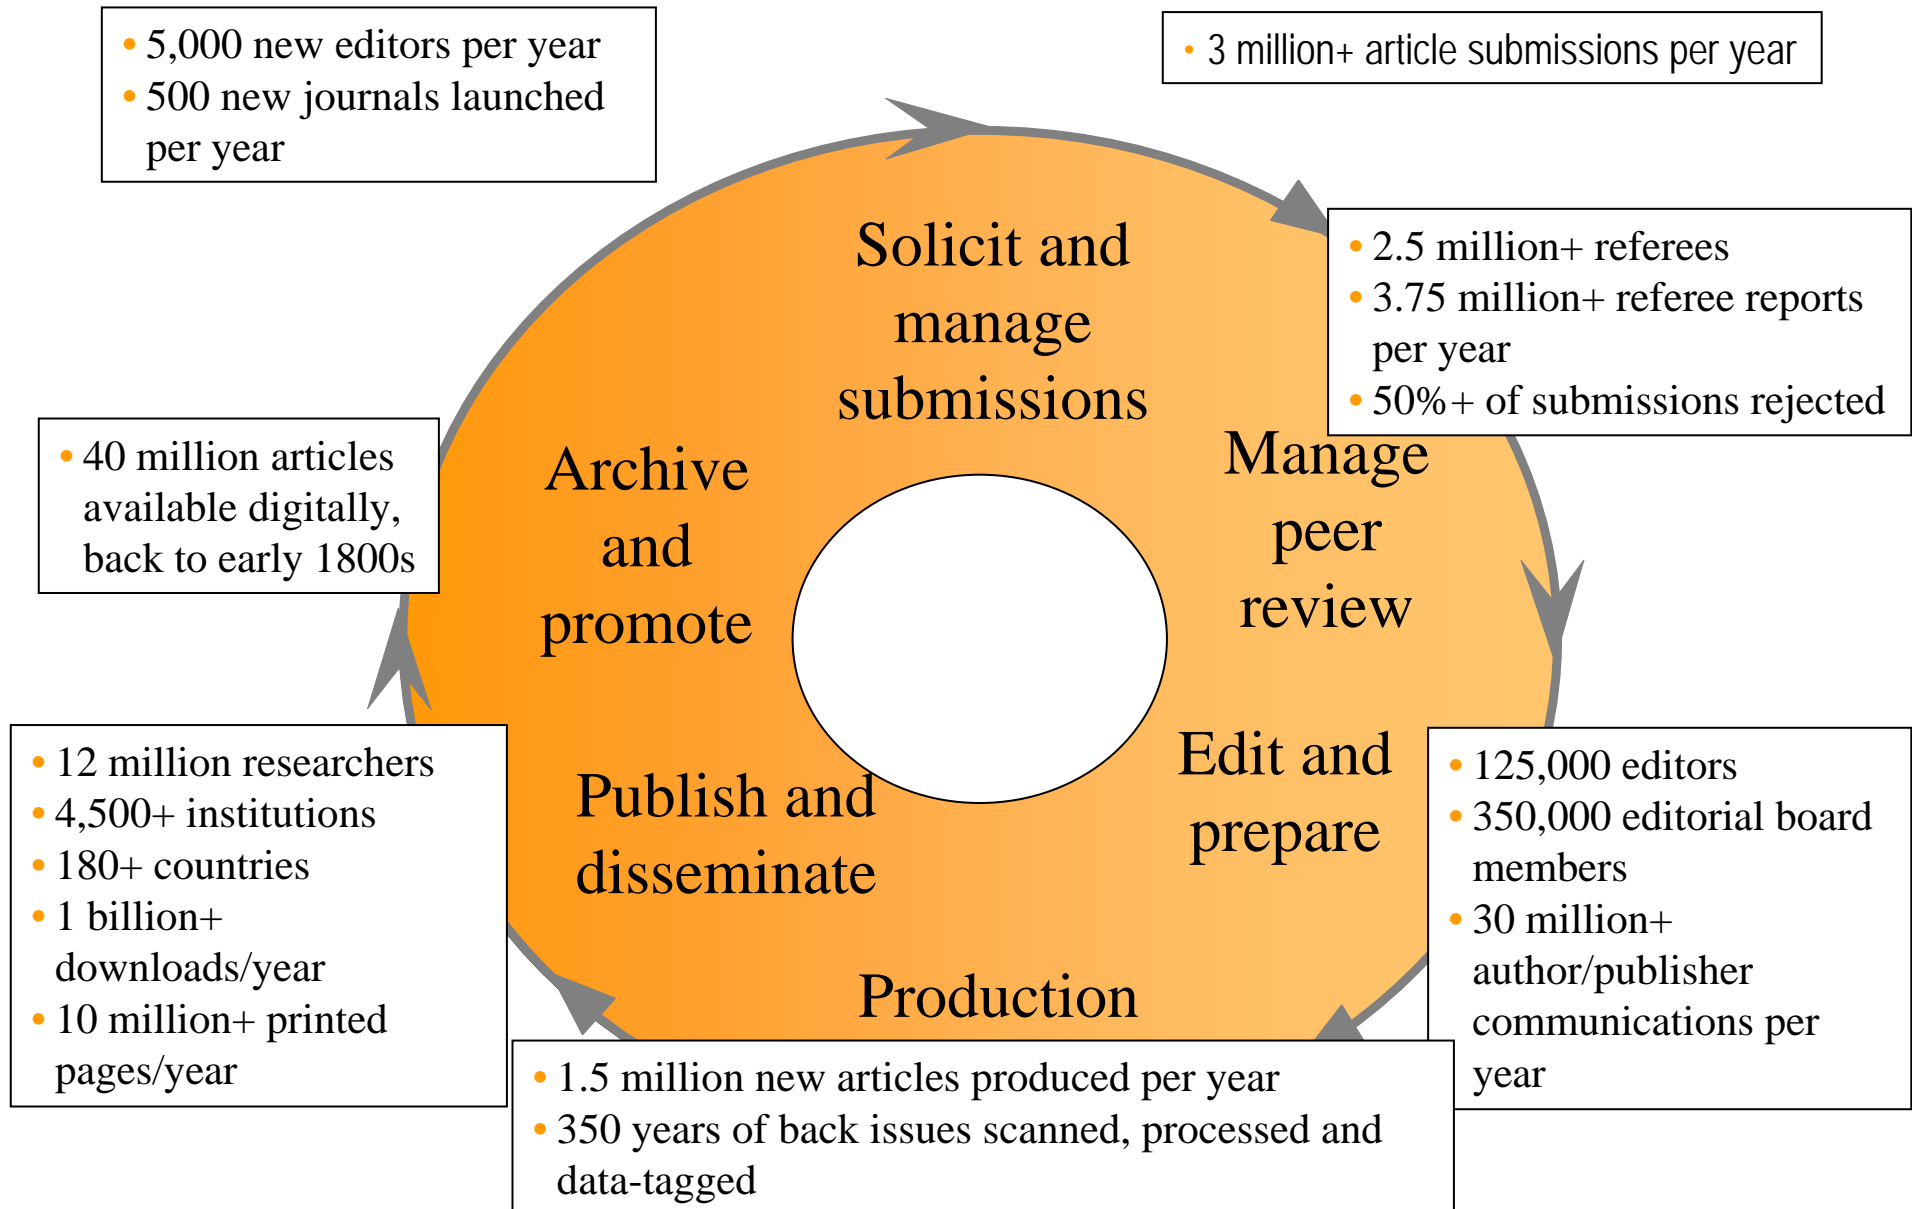 • 5,000 new editors per year
• 500 new journals launched
per year
• 3 million+ article submissions per year
Solicit and
manage
submissions
• 2.5 million+ referees
• 3.75 million+ referee reports
per year
• 50%+ of submissions rejected
Manage
peer
review
Edit and
prepare
• 125,000 editors
• 350,000 editorial board
members
• 30 million+
author/publisher
communications per
year
Production
• 1.5 million new articles produced per year
• 350 years of back issues scanned, processed and
data-tagged
Publish and
disseminate
• 12 million researchers
• 4,500+ institutions
• 180+ countries
• 1 billion+
downloads/year
• 10 million+ printed
pages/year
Archive
and
promote
• 40 million articles
available digitally,
back to early 1800s